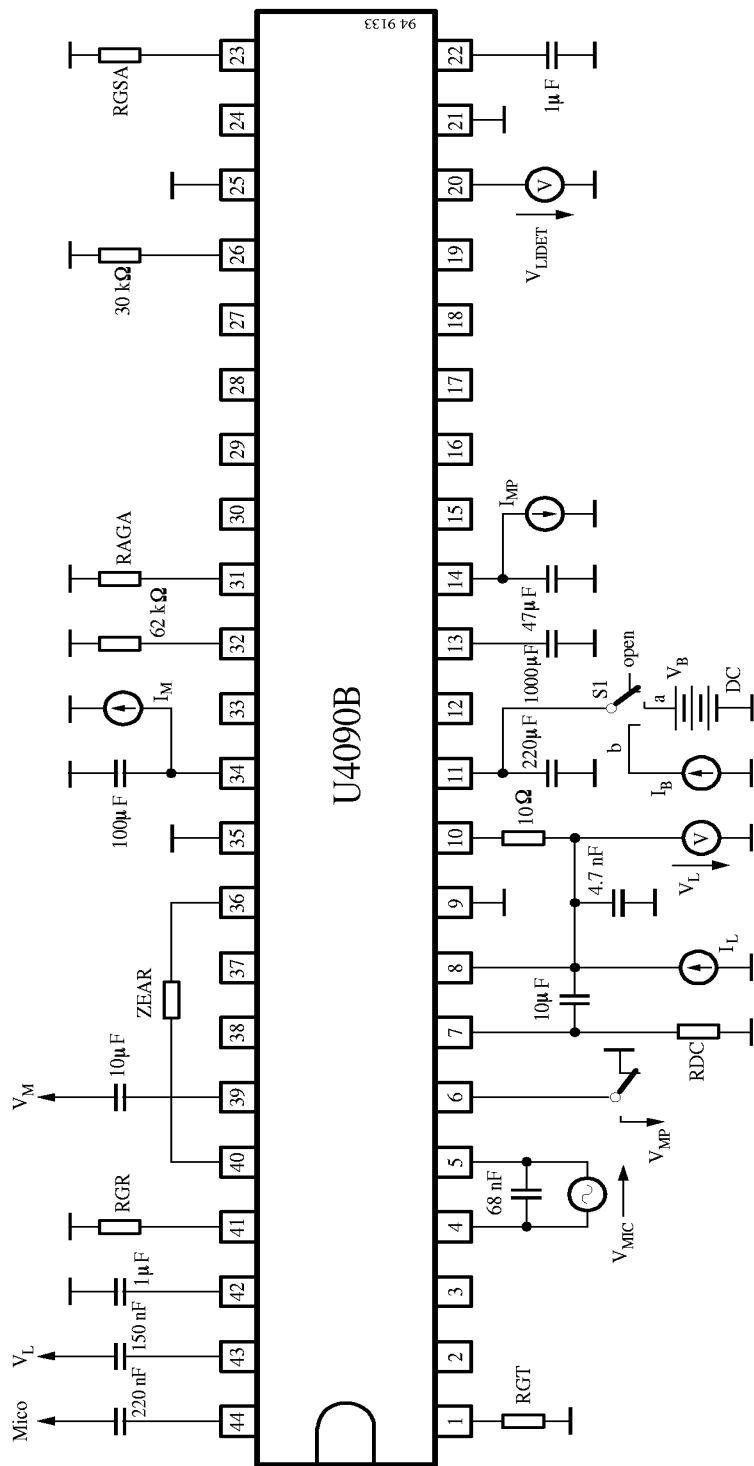 94 9133
23
24
25
26
27
28
29
30
31
32
33
34
35
36
37
38
39
40
41
42
43
44
RGSA
30 kΩ
RAGA
62 kΩ
I_M
100μF
ZEAR
V_M
10μF
RGR
1μF
V_L
150 nF
Mico
220 nF
U4090B
22
21
20
19
18
17
16
15
14
13
12
11
10
9
8
7
6
5
4
3
2
1
1μF
V
V_LIDET
I_MP
47μF
1000μF
220μF
S1
open
a
b
V_B
DC
I_B
10Ω
V
V_L
4.7 nF
I_L
10μF
RDC
V_MP
68 nF
V_MIC
RGT